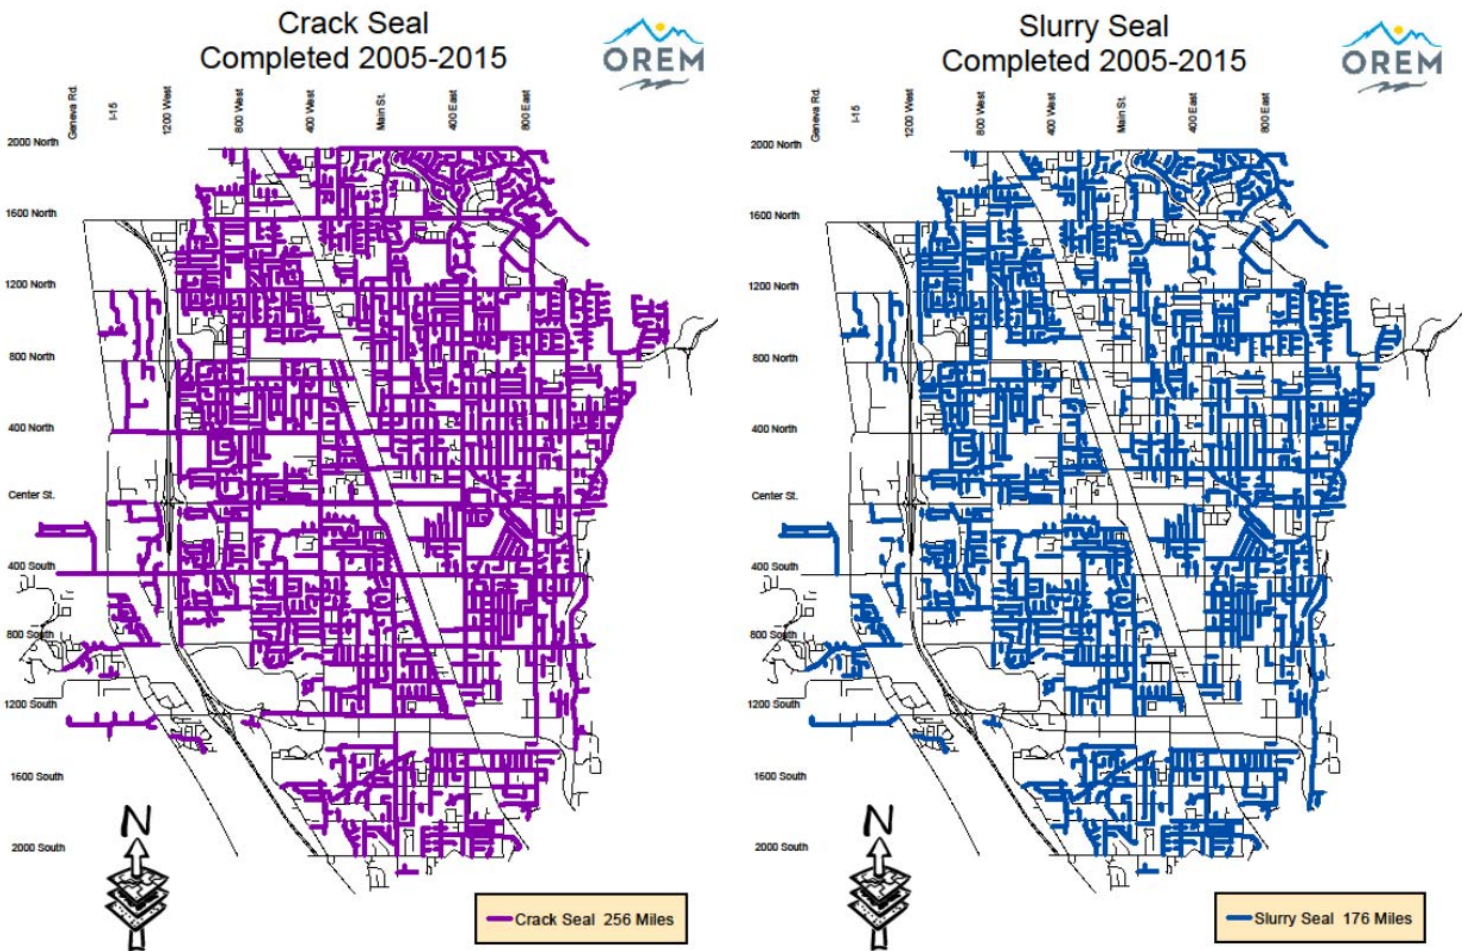 Crack Seal
Completed 2005-2015
OREM
Geneva Rd.
I-15
1200 West
800 West
400 West
Main St.
400 East
800 East
2000 North
1600 North
1200 North
800 North
400 North
Center St.
400 South
800 South
1200 South
1600 South
2000 South
N
Crack Seal 256 Miles
Slurry Seal
Completed 2005-2015
OREM
Geneva Rd.
I-15
1200 West
800 West
400 West
Main St.
400 East
800 East
2000 North
1600 North
1200 North
800 North
400 North
Center St.
400 South
800 South
1200 South
1600 South
2000 South
N
Slurry Seal 176 Miles